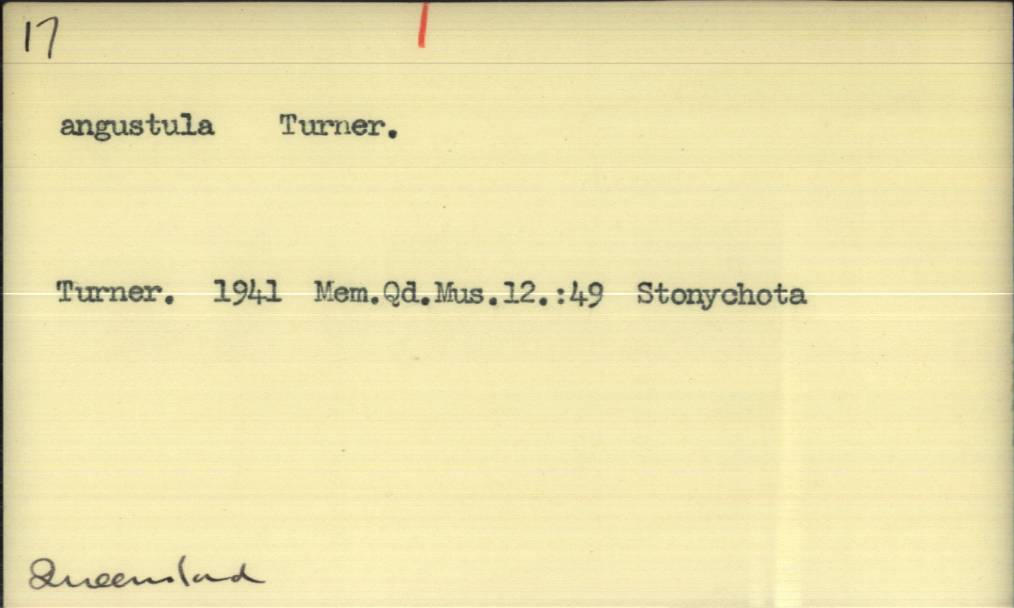 17
angustula Turner.
Turner. 1941 Mem.Qd.Mus.12.:49 Stonychota
Queensland